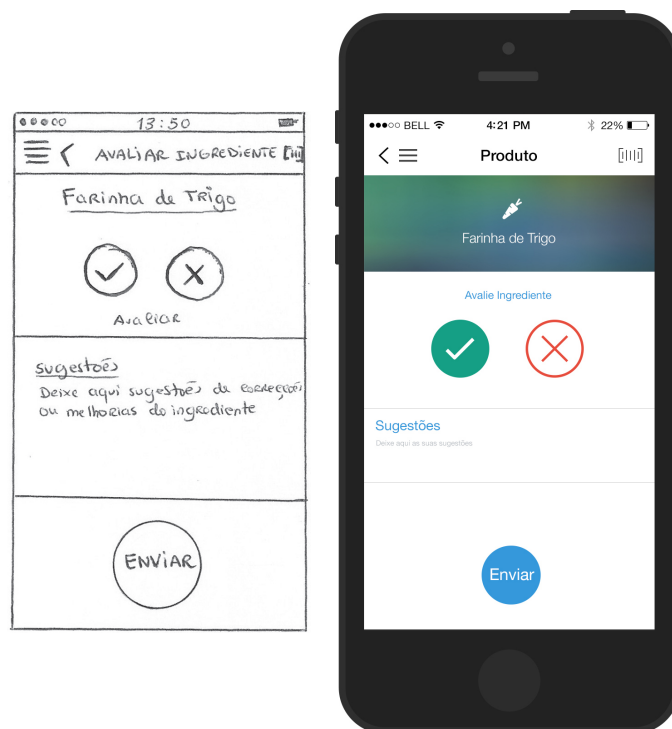 13:50
AVALIAR INGREDIENTE
Farinha de Trigo
Avaliar
Sugestões
Deixe aqui sugestões de correções
ou melhorias do ingrediente
ENVIAR
BELL 4:21 PM 22%
Produto
Farinha de Trigo
Avalie Ingrediente
Sugestões
Deixe aqui as suas sugestões
Enviar